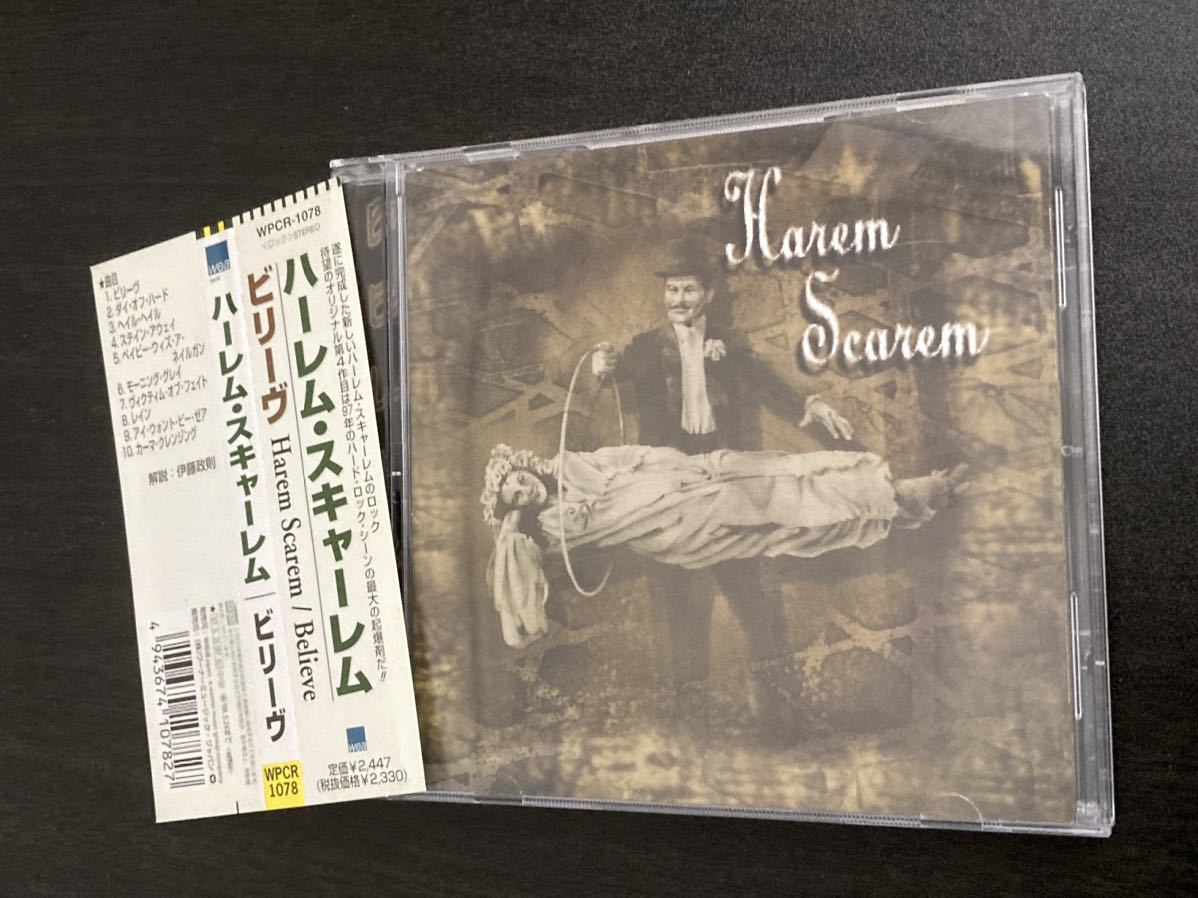 ★曲目
1. ビリーヴ
2. ダイ・オフ・ハード
3. ヘイル・ヘイル
4. ステイン・アウェイ
5. ベイビー・ウィズ・ア・
ネイルガン
6. モーニング・グレイ
7. ヴィクティム・オブ・フェイト
8. レイン
9. アイ・ウォント・ビー・ゼア
10. カーマ・クレンジング
解説：伊藤政則
4 943674 107827
wea
ハーレム・スキャーレム
ビリーヴ
WPCR
1078
WPCR-1078
<ロック> STEREO
ハーレム・スキャーレム
ビリーヴ
Harem Scarem / Believe
遂に完成した新しいハーレム・スキャーレムのロック
待望のオリジナル第4作目は97年のハード・ロック・シーンの最大の起爆剤だ!!
wea
定価¥2,447
(税抜価格¥2,330)
Harem
Scarem